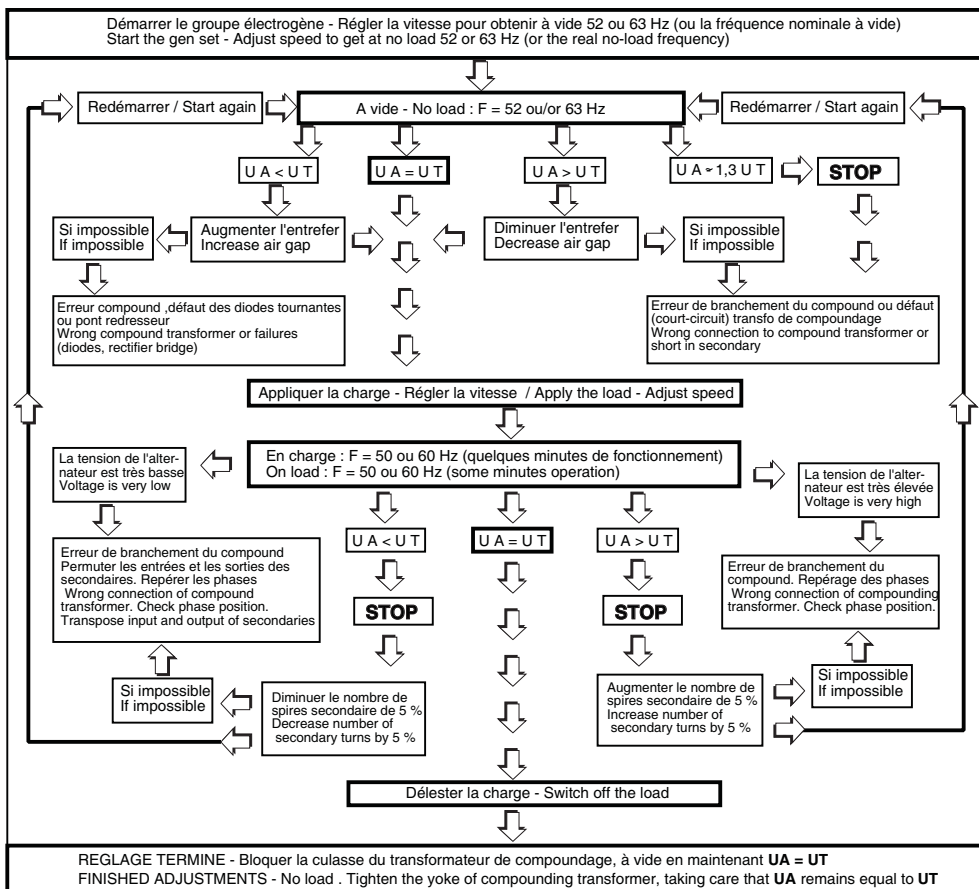 Démarrer le groupe électrogène - Régler la vitesse pour obtenir à vide 52 ou 63 Hz (ou la fréquence nominale à vide)
Start the gen set - Adjust speed to get at no load 52 or 63 Hz (or the real no-load frequency)
Redémarrer / Start again
A vide - No load : F = 52 ou/or 63 Hz
Redémarrer / Start again
U A < U T
U A = U T
U A > U T
U A ≈ 1,3 U T
STOP
Si impossible
If impossible
Augmenter l'entrefer
Increase air gap
Diminuer l'entrefer
Decrease air gap
Si impossible
If impossible
Erreur compound ,défaut des diodes tournantes
ou pont redresseur
Wrong compound transformer or failures
(diodes, rectifier bridge)
Erreur de branchement du compound ou défaut
(court-circuit) transfo de compoundage
Wrong connection to compound transformer or
short in secondary
Appliquer la charge - Régler la vitesse / Apply the load - Adjust speed
La tension de l'alter-
nateur est très basse
Voltage is very low
En charge : F = 50 ou 60 Hz (quelques minutes de fonctionnement)
On load : F = 50 ou 60 Hz (some minutes operation)
La tension de l'alter-
nateur est très élevée
Voltage is very high
U A < U T
U A = U T
U A > U T
Erreur de branchement du compound
Permuter les entrées et les sorties des
secondaires. Repérer les phases
Wrong connection of compound
transformer. Check phase position.
Transpose input and output of secondaries
STOP
STOP
Erreur de branchement du
compound. Repérage des phases
Wrong connection of compounding
transformer. Check phase position.
Si impossible
If impossible
Diminuer le nombre de
spires secondaire de 5 %
Decrease number of
secondary turns by 5 %
Augmenter le nombre de
spires secondaire de 5 %
Increase number of
secondary turns by 5 %
Si impossible
If impossible
Délester la charge - Switch off the load
REGLAGE TERMINE - Bloquer la culasse du transformateur de compoundage, à vide en maintenant UA = UT
FINISHED ADJUSTMENTS - No load . Tighten the yoke of compounding transformer, taking care that UA remains equal to UT